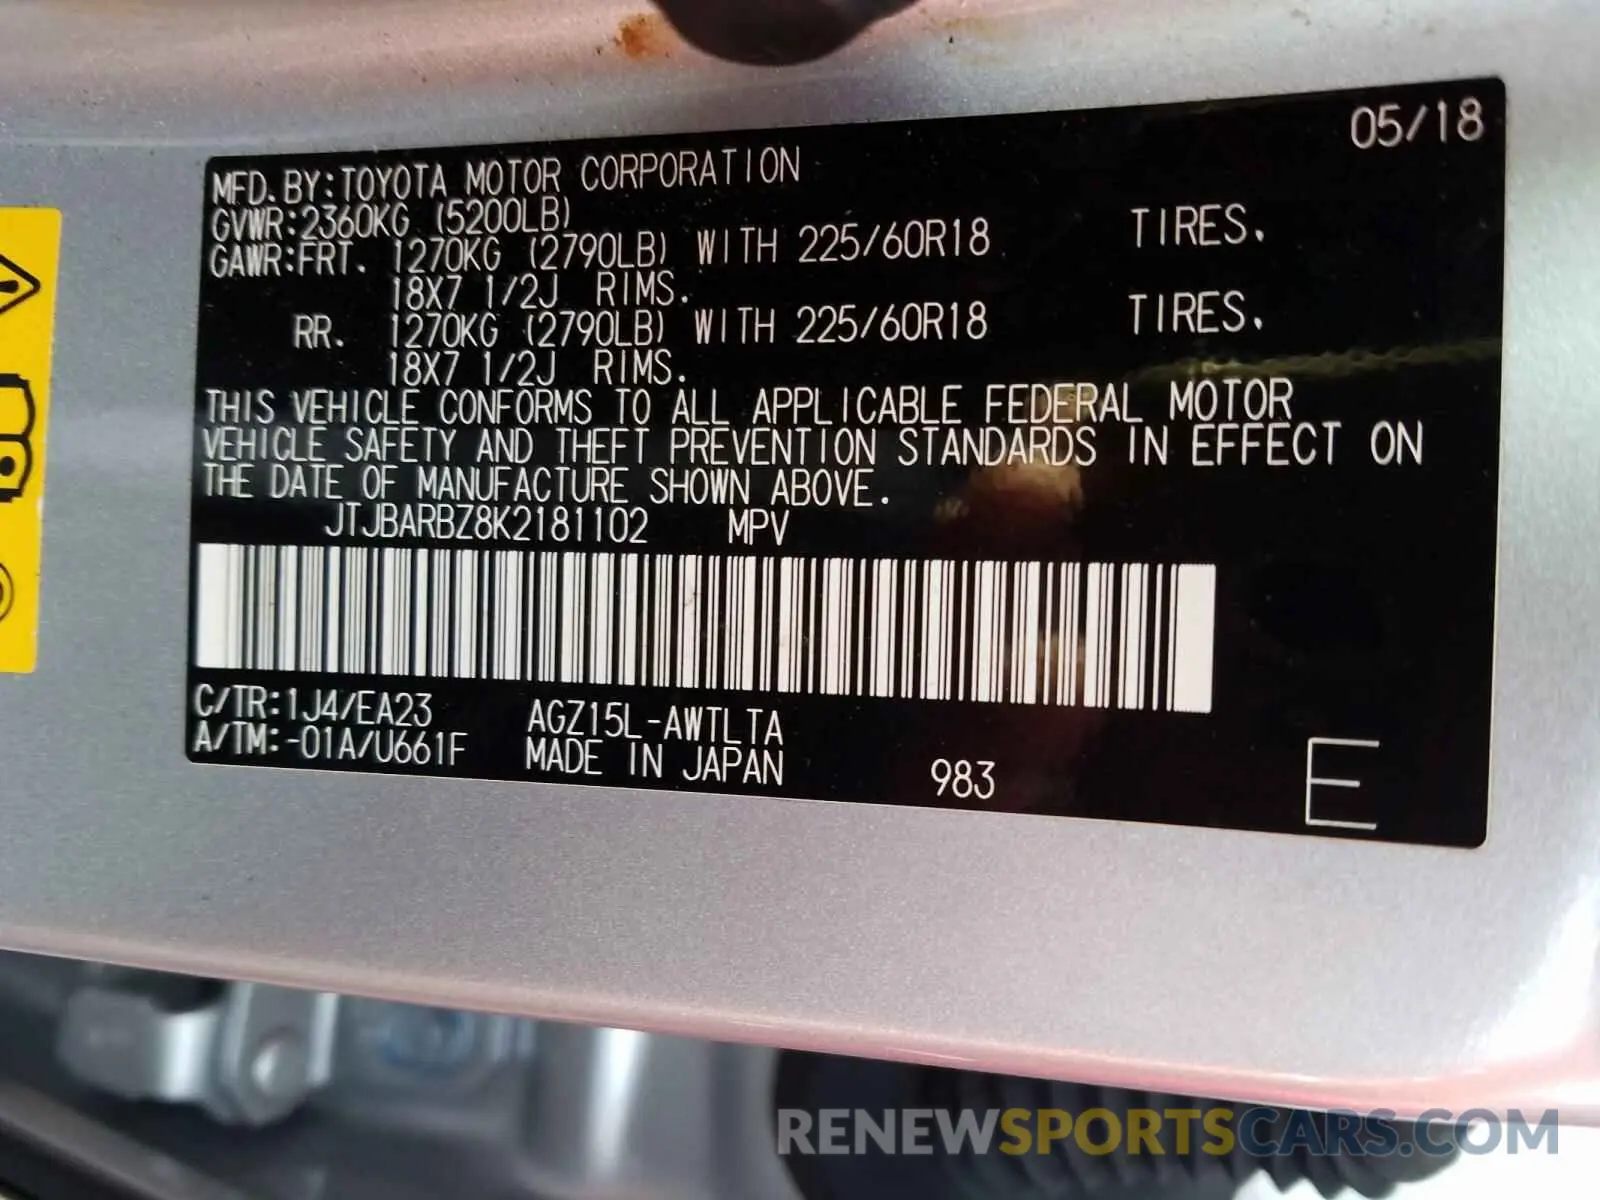 05/18
MFD. BY:TOYOTA MOTOR CORPORATION
GVWR:2360KG (5200LB)
GAWR:FRT. 1270KG (2790LB) WITH 225/60R18 TIRES.
18X7 1/2J RIMS.
RR. 1270KG (2790LB) WITH 225/60R18 TIRES.
18X7 1/2J RIMS.
THIS VEHICLE CONFORMS TO ALL APPLICABLE FEDERAL MOTOR
VEHICLE SAFETY AND THEFT PREVENTION STANDARDS IN EFFECT ON
THE DATE OF MANUFACTURE SHOWN ABOVE.
JTJBARBZ8K2181102 MPV
C/TR:1J4/EA23 AGZ15L-AWTLTA
A/TM:-01A/U661F MADE IN JAPAN 983
E
RENEWSPORTSCARS.COM